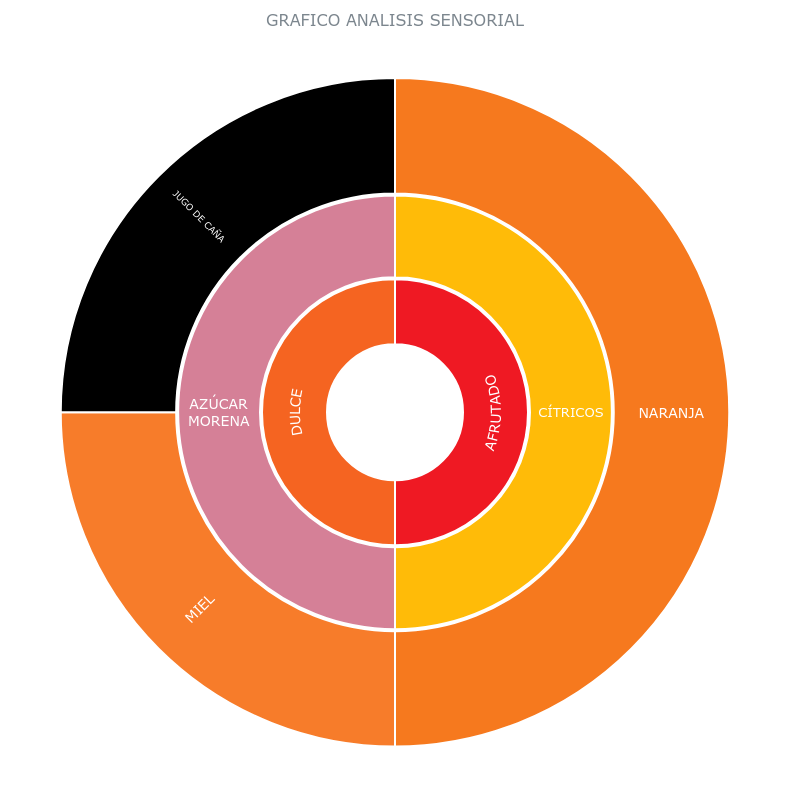 GRAFICO ANALISIS SENSORIAL
JUGO DE CAÑA
AZÚCAR
MORENA
DULCE
AFRUTADO
CÍTRICOS
NARANJA
MIEL